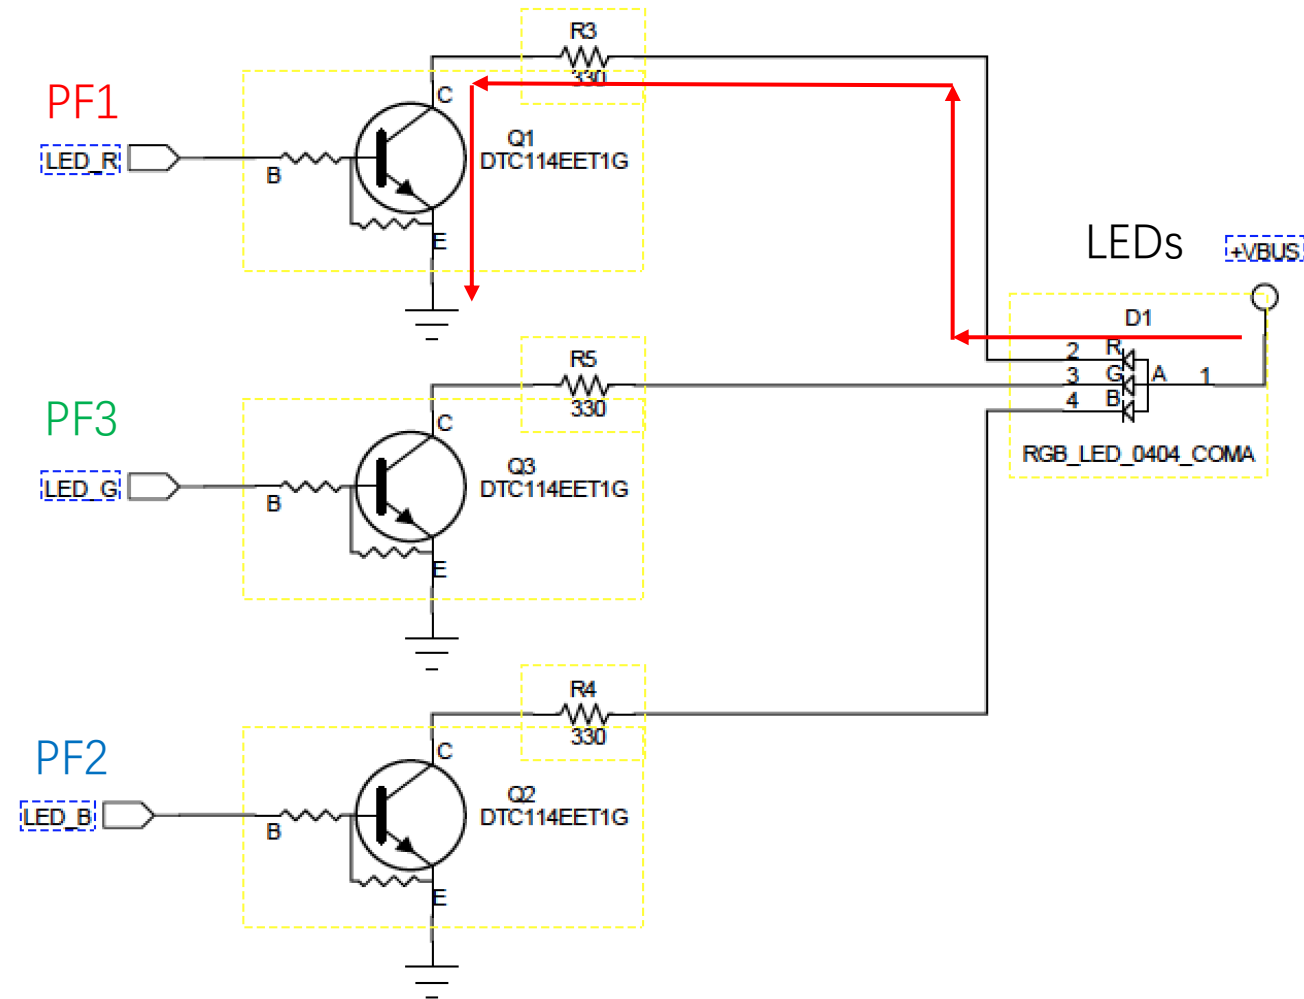 R3
330
PF1
LED_R
B
C
E
Q1
DTC114EET1G
LEDs
+VBUS
D1
2 R
3 G A 1
4 B
RGB_LED_0404_COMA
R5
330
PF3
LED_G
B
C
E
Q3
DTC114EET1G
R4
330
PF2
LED_B
B
C
E
Q2
DTC114EET1G